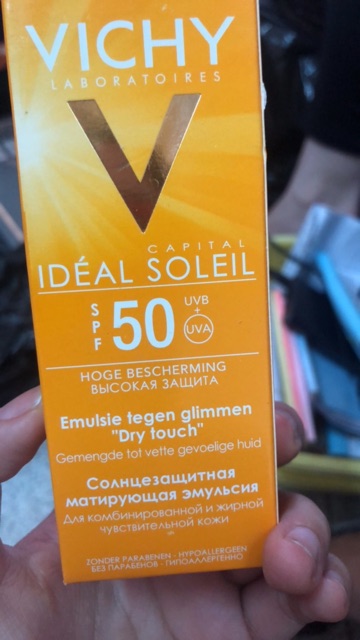 VICHY
LABORATOIRES
V
CAPITAL
IDÉAL SOLEIL
SPF 50 UVB + UVA
HOGE BESCHERMING
ВЫСОКАЯ ЗАЩИТА
Emulsie tegen glimmen
"Dry touch"
Gemengde tot vette gevoelige huid
Солнцезащитная
матирующая эмульсия
Для комбинированной и жирной
чувствительной кожи
ZONDER PARABENEN - HYPOALLERGEEN
БЕЗ ПАРАБЕНОВ - ГИПОАЛЛЕРГЕННО